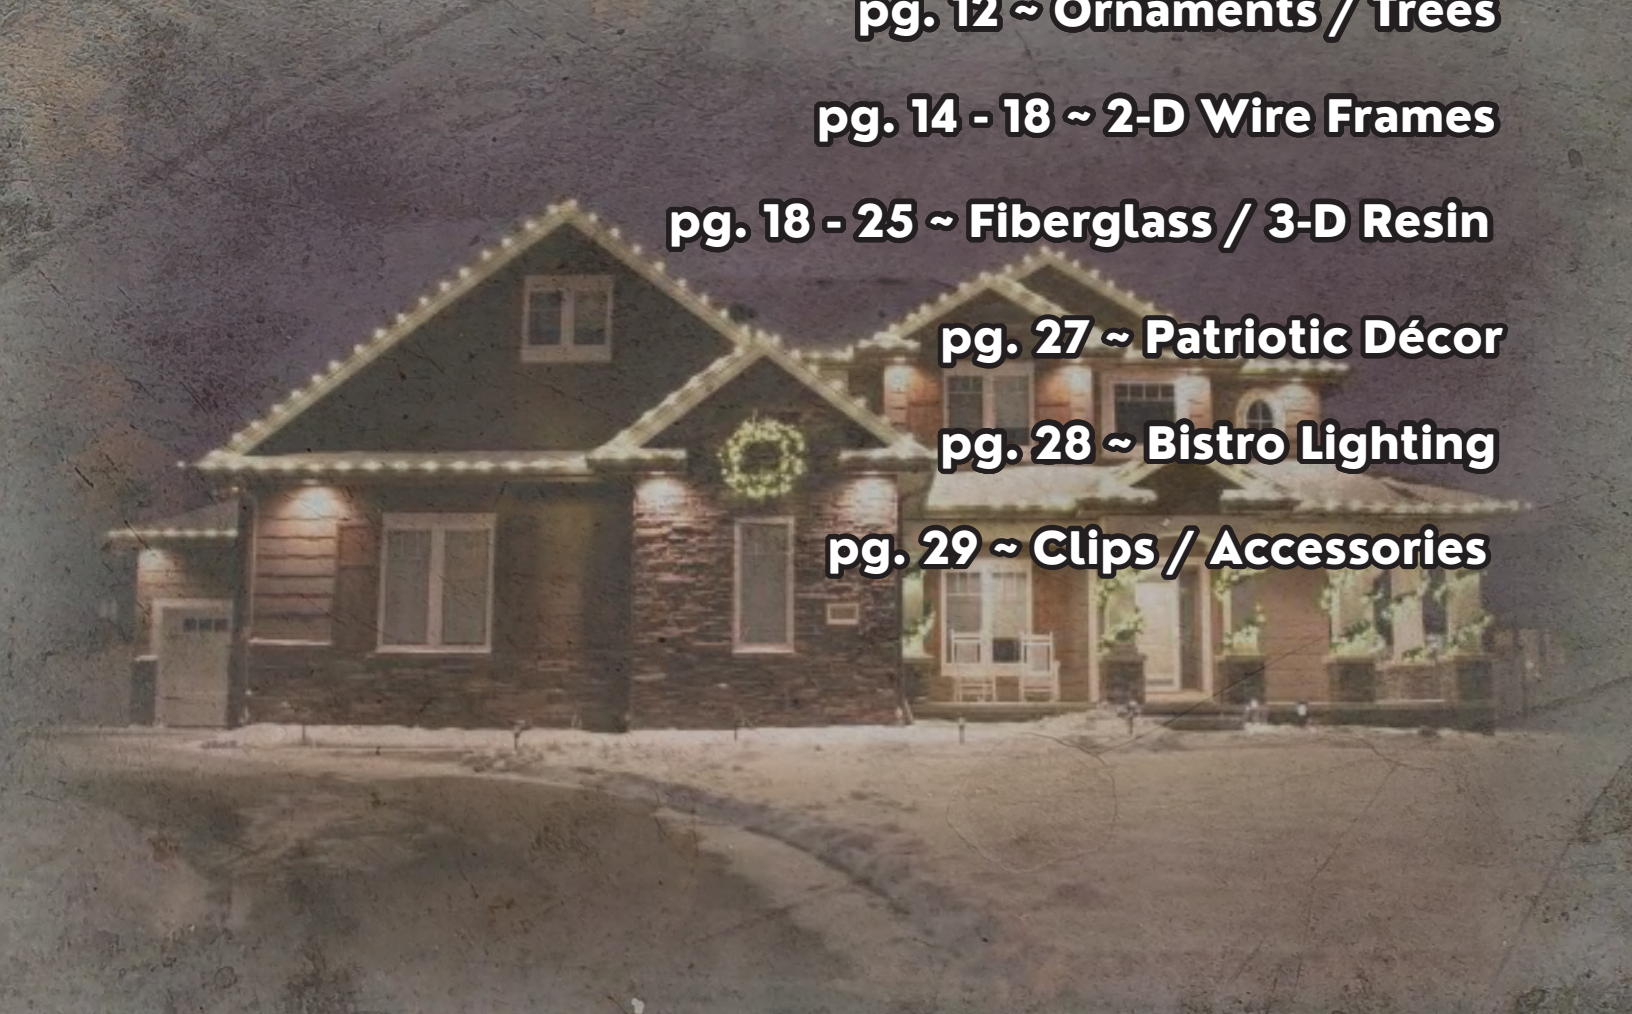 pg. 12 ~ Ornaments / Trees
pg. 14 - 18 ~ 2-D Wire Frames
pg. 18 - 25 ~ Fiberglass / 3-D Resin
pg. 27 ~ Patriotic Décor
pg. 28 ~ Bistro Lighting
pg. 29 ~ Clips / Accessories